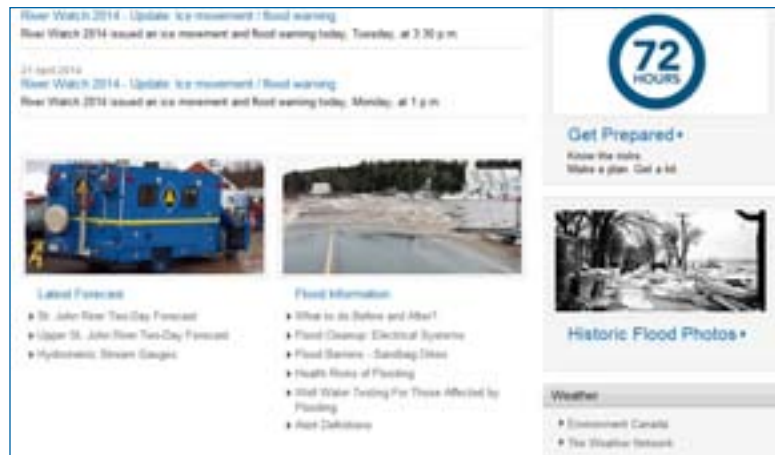 River Watch 2014 - Update: Ice movement / flood warning
River Watch 2014 issued an ice movement and flood warning today, Tuesday, at 3:30 p.m.
21 April 2014
River Watch 2014 - Update: Ice movement / flood warning
River Watch 2014 issued an ice movement and flood warning today, Monday, at 1 p.m.
Latest Forecast
St. John River Two-Day Forecast
Upper St. John River Two-Day Forecast
Hydrometric Stream Gauges
Flood Information
What to do Before and After?
Flood Cleanup: Electrical Systems
Flood Barriers - Sandbag Dikes
Health Risks of Flooding
Well Water Testing For Those Affected by
Flooding
Alert Definitions
72
HOURS
Get Prepared
Know the risks.
Make a plan. Get a kit.
Historic Flood Photos
Weather
Environment Canada
The Weather Network